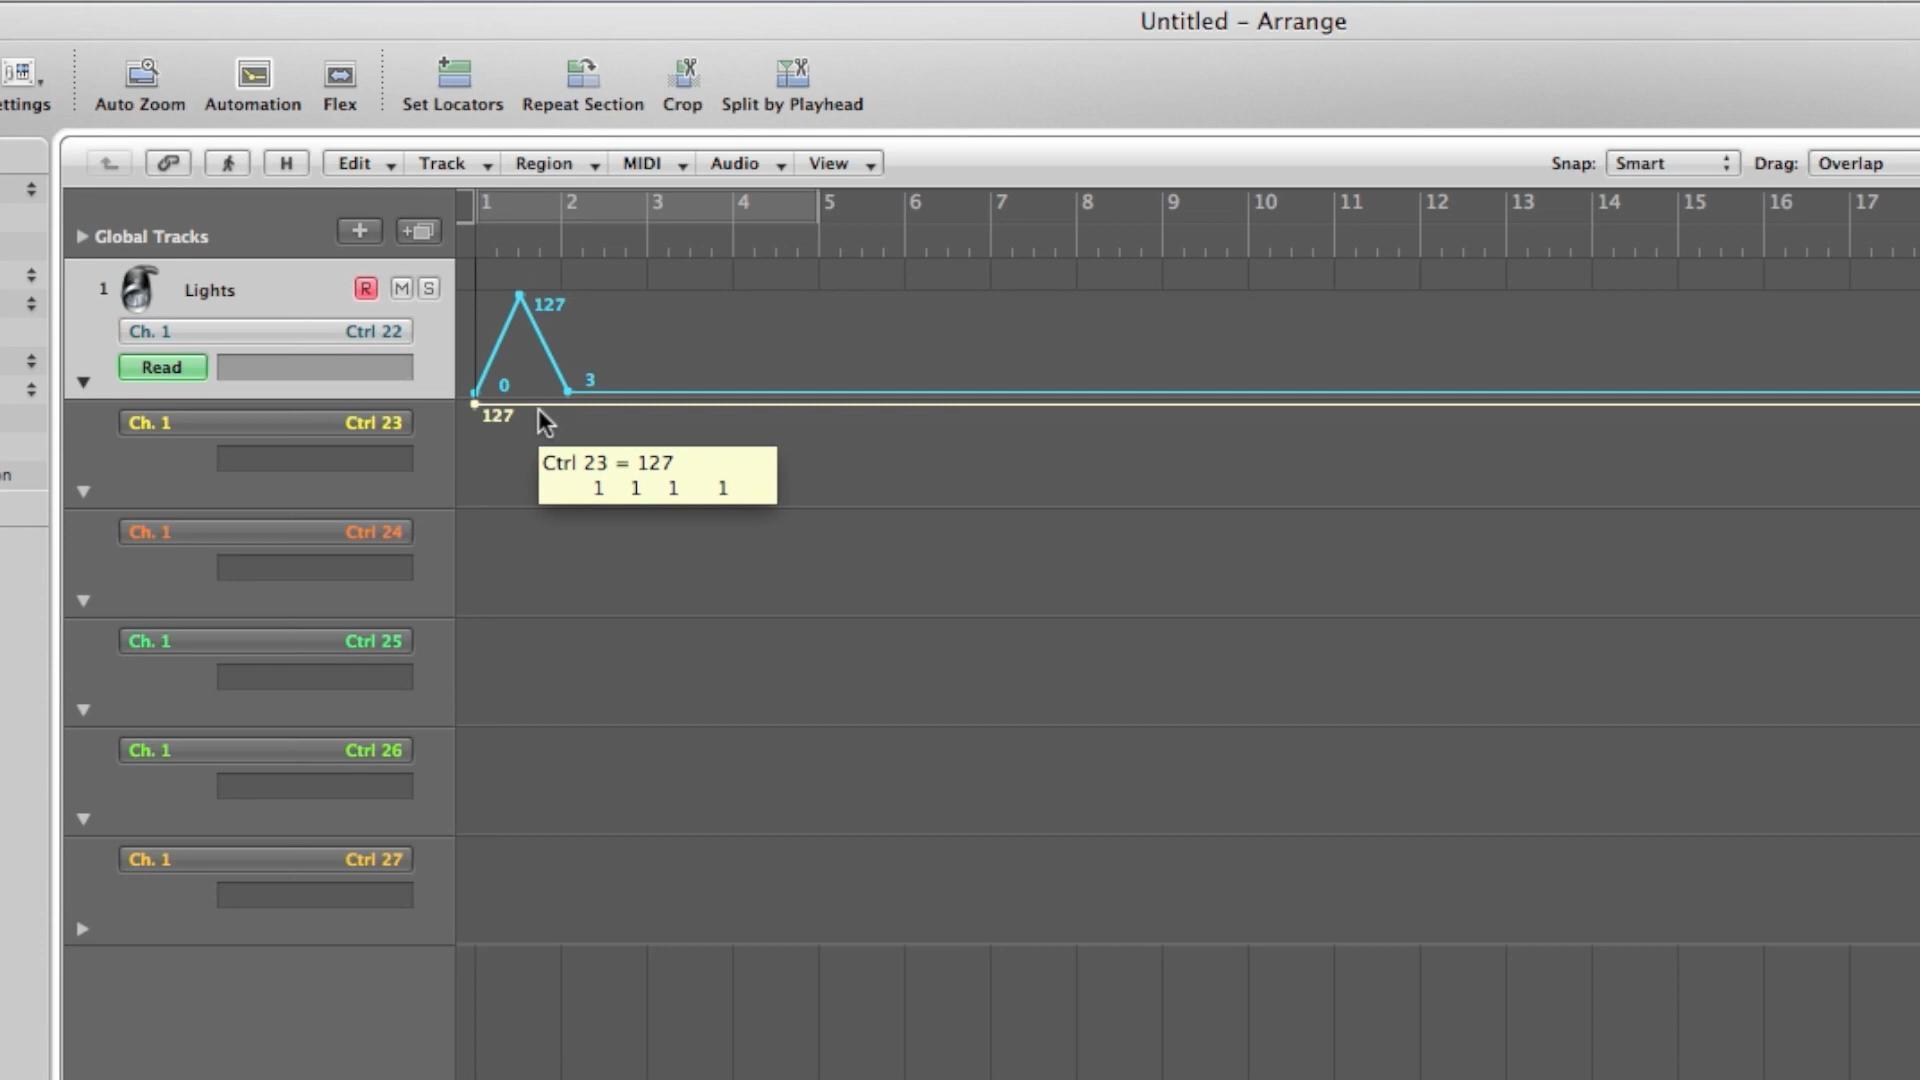 Untitled – Arrange
ettings
Auto Zoom
Automation
Flex
Set Locators
Repeat Section
Crop
Split by Playhead
H
Edit
Track
Region
MIDI
Audio
View
Snap:
Smart
Drag:
Overlap
1 2 3 4 5 6 7 8 9 10 11 12 13 14 15 16 17
Global Tracks
1
Lights
R
M
S
Ch. 1 Ctrl 22
Read
127
0
3
127
Ch. 1 Ctrl 23
Ctrl 23 = 127
1 1 1 1
on
Ch. 1 Ctrl 24
Ch. 1 Ctrl 25
Ch. 1 Ctrl 26
Ch. 1 Ctrl 27